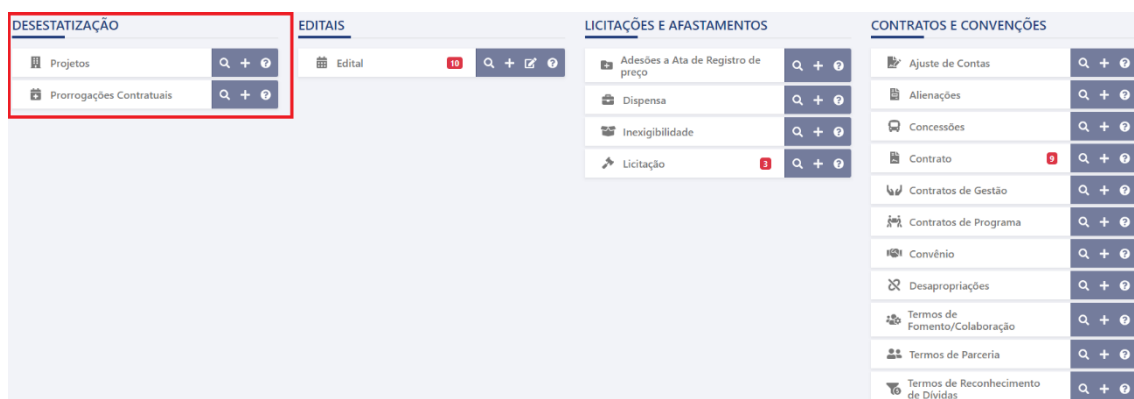 DESESTATIZAÇÃO
Projetos
Prorrogações Contratuais
EDITAIS
Edital 10
LICITAÇÕES E AFASTAMENTOS
Adesões a Ata de Registro de
preço
Dispensa
Inexigibilidade
Licitação 3
CONTRATOS E CONVENÇÕES
Ajuste de Contas
Alienações
Concessões
Contrato 9
Contratos de Gestão
Contratos de Programa
Convênio
Desapropriações
Termos de
Fomento/Colaboração
Termos de Parceria
Termos de Reconhecimento
de Dívidas